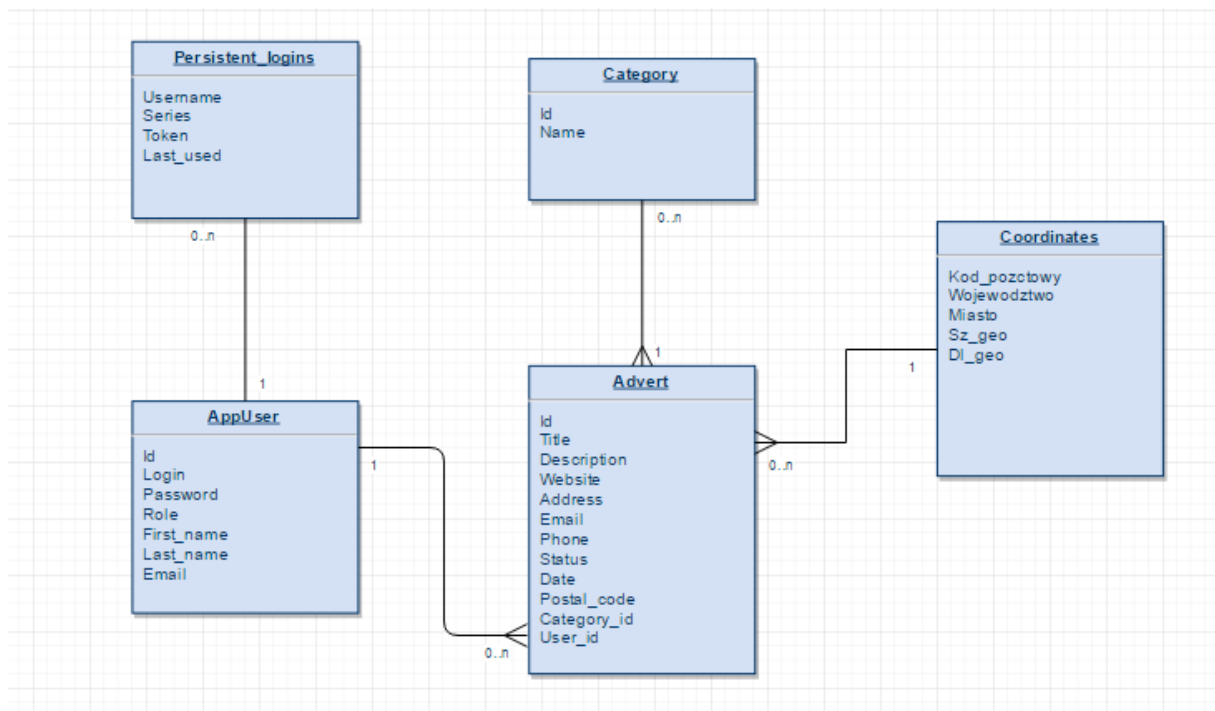 Persistent_logins
Username
Series
Token
Last_used
0..n
1
Category
Id
Name
0..n
1
Coordinates
Kod_pozctowy
Wojewodztwo
Miasto
Sz_geo
Dl_geo
1
0..n
AppUser
Id
Login
Password
Role
First_name
Last_name
Email
1
0..n
Advert
Id
Title
Description
Website
Address
Email
Phone
Status
Date
Postal_code
Category_id
User_id